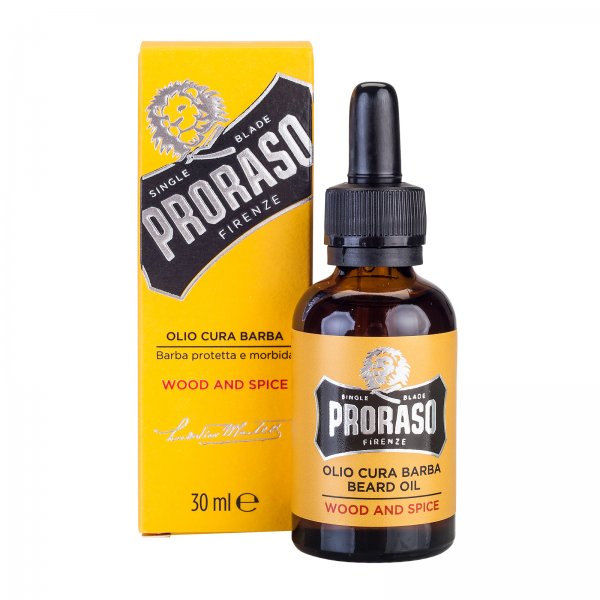 SINGLE BLADE
PRORASO
FIRENZE
OLIO CURA BARBA
Barba protetta e morbida
WOOD AND SPICE
30 ml e
SINGLE BLADE
PRORASO
FIRENZE
OLIO CURA BARBA
BEARD OIL
WOOD AND SPICE